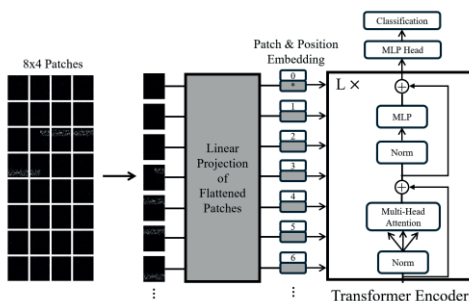 Classification
MLP Head
Patch & Position
Embedding
8x4 Patches
Linear
Projection
of
Flattened
Patches
0
*
1
2
3
4
5
6
L ×
MLP
Norm
Multi-Head
Attention
Norm
Transformer Encoder